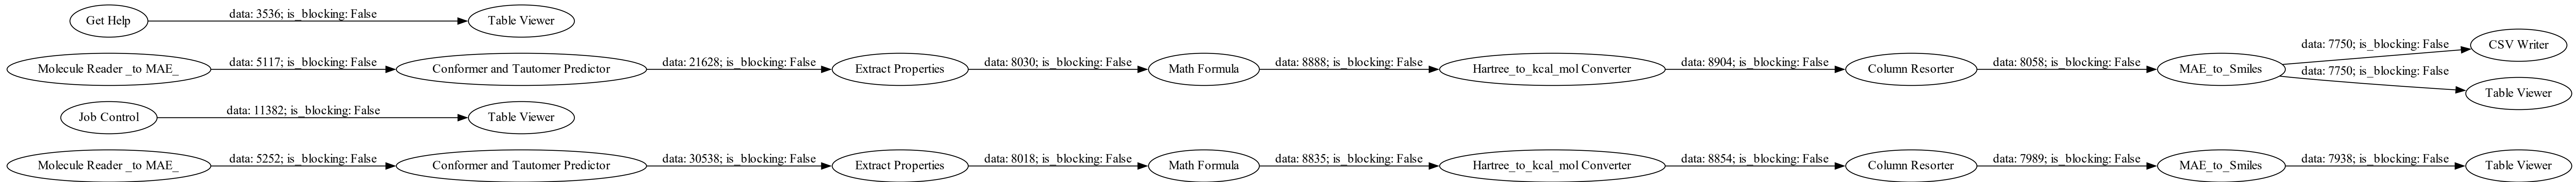 Get Help
data: 3536; is_blocking: False
Table Viewer
Molecule Reader _to MAE_
data: 5117; is_blocking: False
Conformer and Tautomer Predictor
data: 21628; is_blocking: False
Extract Properties
data: 8030; is_blocking: False
Math Formula
data: 8888; is_blocking: False
Hartree_to_kcal_mol Converter
data: 8904; is_blocking: False
Column Resorter
data: 8058; is_blocking: False
MAE_to_Smiles
data: 7750; is_blocking: False
CSV Writer
data: 7750; is_blocking: False
Table Viewer
Job Control
data: 11382; is_blocking: False
Table Viewer
Molecule Reader _to MAE_
data: 5252; is_blocking: False
Conformer and Tautomer Predictor
data: 30538; is_blocking: False
Extract Properties
data: 8018; is_blocking: False
Math Formula
data: 8835; is_blocking: False
Hartree_to_kcal_mol Converter
data: 8854; is_blocking: False
Column Resorter
data: 7989; is_blocking: False
MAE_to_Smiles
data: 7938; is_blocking: False
Table Viewer